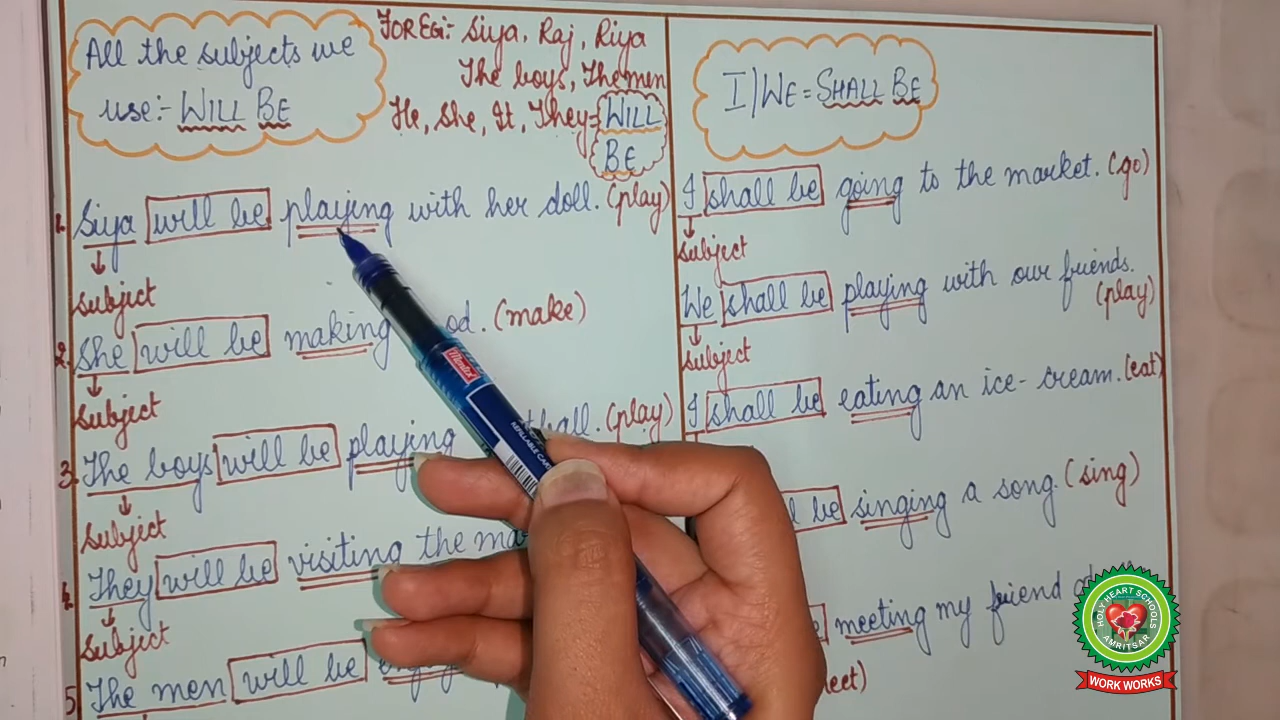 All the subjects we
use:- WILL BE
FOR EG:- Siya, Raj, Riya
The boys, The men
He, She, It, They= WILL
BE
1. Siya will be playing with her doll. (play)
Subject
2. She will be making (make)
Subject
3. The boys will be playing (play)
Subject
4. They will be visiting the
Subject
5. The men will be
I/WE = SHALL BE
I shall be going to the market. (go)
Subject
We shall be playing with our friends.
(play)
Subject
I shall be eating an ice-cream. (eat)
be singing a song. (sing)
meeting my friend
Montex
HOLY HEART SCHOOLS
AMRITSAR
WORK WORKS